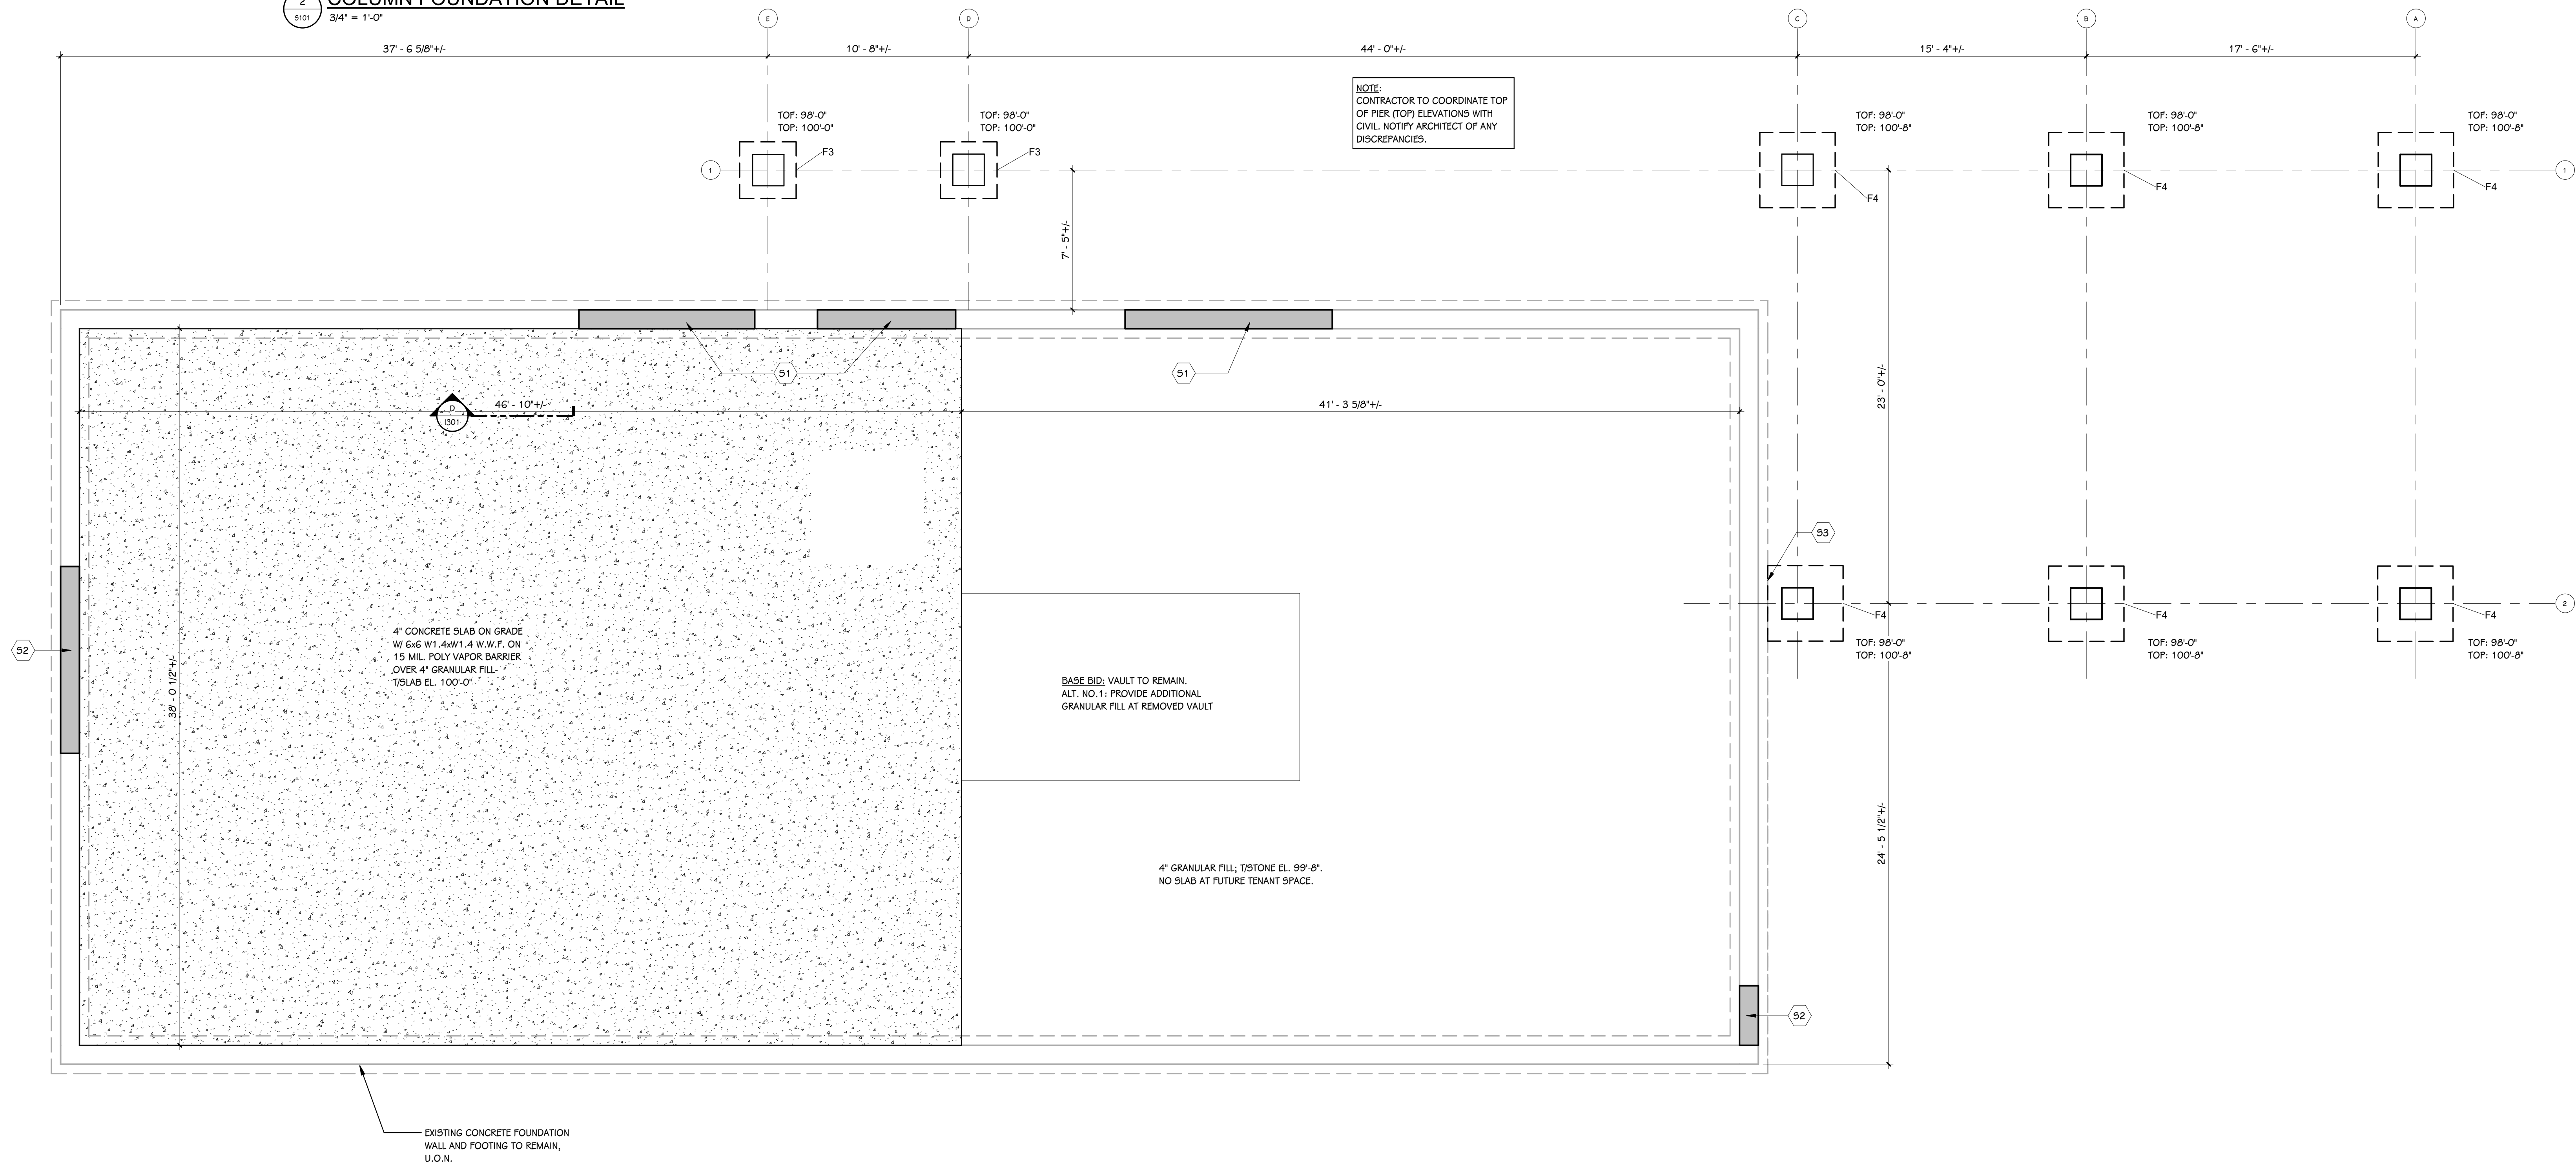 2
S101
COLUMN FOUNDATION DETAIL
3/4" = 1'-0"
E
D
C
B
A
37' - 6 5/8"+/-
10' - 8"+/-
44' - 0"+/-
15' - 4"+/-
17' - 6"+/-
NOTE:
CONTRACTOR TO COORDINATE TOP
OF PIER (TOP) ELEVATIONS WITH
CIVIL. NOTIFY ARCHITECT OF ANY
DISCREPANCIES.
TOF: 98'-0"
TOP: 100'-0"
TOF: 98'-0"
TOP: 100'-0"
TOF: 98'-0"
TOP: 100'-8"
TOF: 98'-0"
TOP: 100'-8"
TOF: 98'-0"
TOP: 100'-8"
F3
F3
1
1
F4
F4
F4
7' - 5"+/-
S1
S1
D
1301
46' - 10"+/-
41' - 3 5/8"+/-
23' - 0"+/-
S3
F4
F4
F4
2
TOF: 98'-0"
TOP: 100'-8"
TOF: 98'-0"
TOP: 100'-8"
TOF: 98'-0"
TOP: 100'-8"
S2
4" CONCRETE SLAB ON GRADE
W/ 6x6 W1.4xW1.4 W.W.F. ON
15 MIL. POLY VAPOR BARRIER
OVER 4" GRANULAR FILL-
T/SLAB EL. 100'-0"
38' - 0 1/2"+/-
BASE BID: VAULT TO REMAIN.
ALT. NO.1: PROVIDE ADDITIONAL
GRANULAR FILL AT REMOVED VAULT
24' - 5 1/2"+/-
4" GRANULAR FILL; T/STONE EL. 99'-8".
NO SLAB AT FUTURE TENANT SPACE.
S2
EXISTING CONCRETE FOUNDATION
WALL AND FOOTING TO REMAIN,
U.O.N.